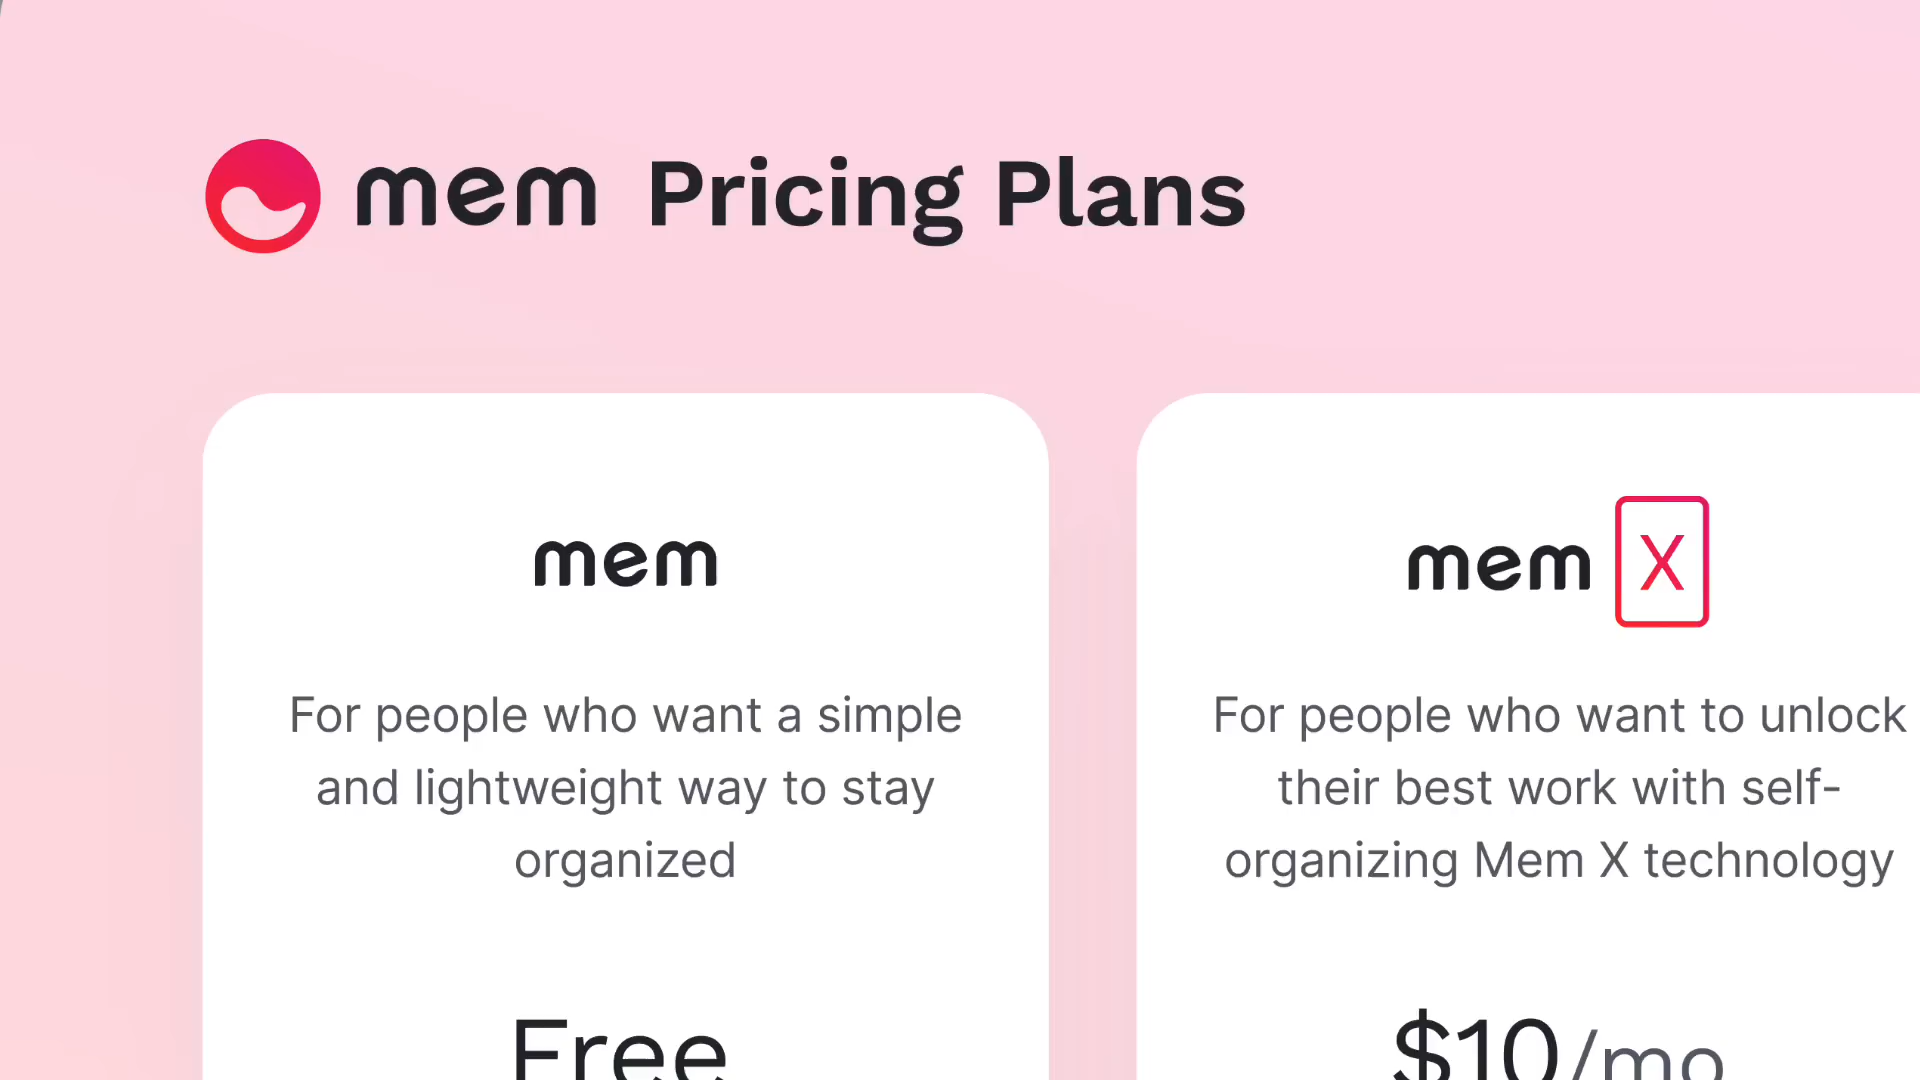 mem Pricing Plans
mem
For people who want a simple
and lightweight way to stay
organized
Free
mem X
For people who want to unlock
their best work with self-
organizing Mem X technology
$10/mo